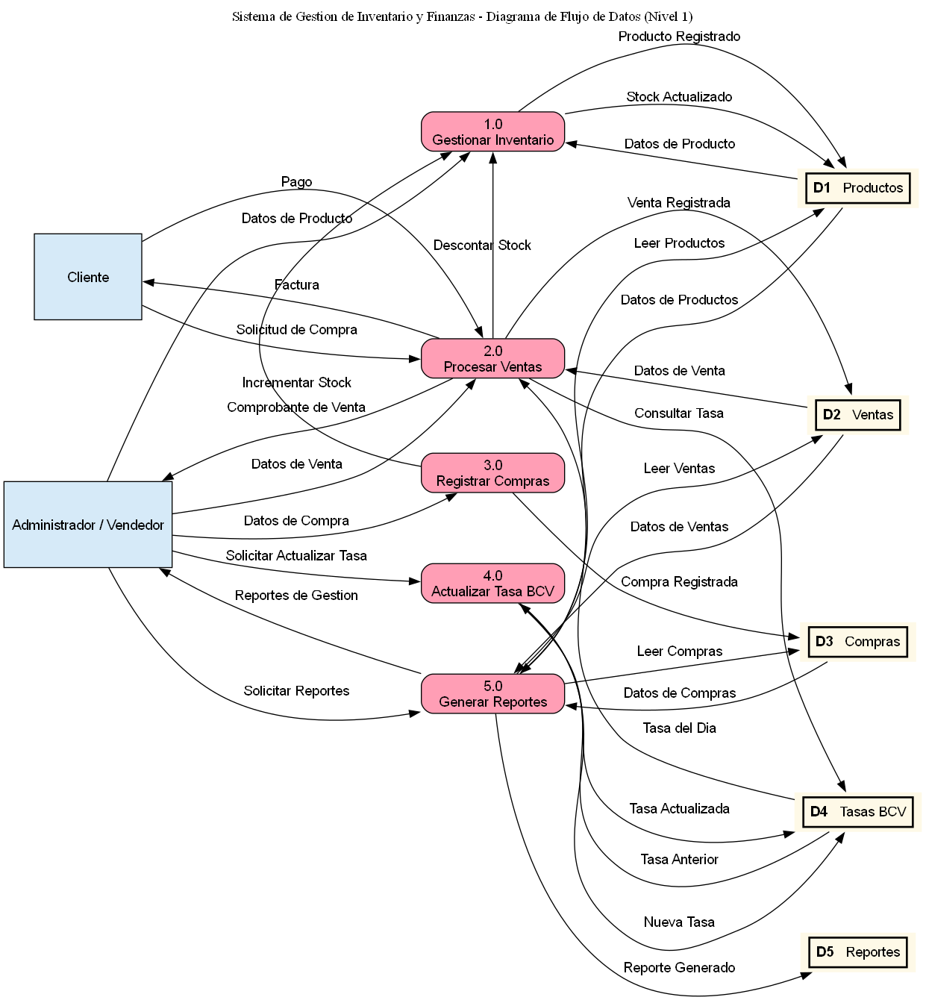 Sistema de Gestion de Inventario y Finanzas - Diagrama de Flujo de Datos (Nivel 1)
Producto Registrado
Stock Actualizado
1.0
Gestionar Inventario
Datos de Producto
Pago
D1 Productos
Venta Registrada
Datos de Producto
Descontar Stock
Leer Productos
Cliente
Factura
Datos de Productos
Solicitud de Compra
2.0
Procesar Ventas
Datos de Venta
Incrementar Stock
Comprobante de Venta
Consultar Tasa
D2 Ventas
Datos de Venta
3.0
Registrar Compras
Leer Ventas
Administrador / Vendedor
Datos de Compra
Datos de Ventas
Solicitar Actualizar Tasa
4.0
Actualizar Tasa BCV
Compra Registrada
Reportes de Gestion
D3 Compras
Leer Compras
Solicitar Reportes
5.0
Generar Reportes
Datos de Compras
Tasa del Dia
Tasa Actualizada
D4 Tasas BCV
Tasa Anterior
Nueva Tasa
D5 Reportes
Reporte Generado